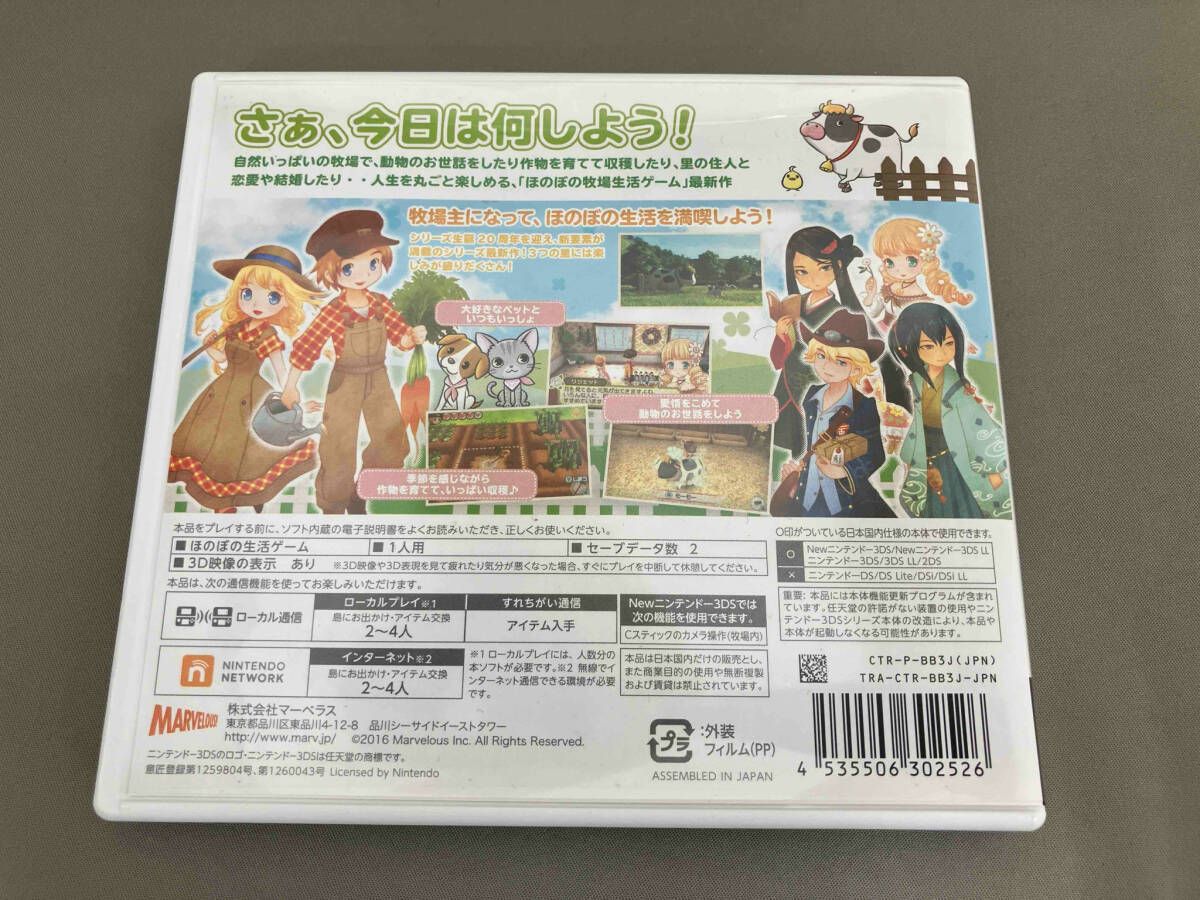 さぁ、今日は何しよう!
自然いっぱいの牧場で、動物のお世話をしたり作物を育てて収穫したり、里の住人と
恋愛や結婚したり・・人生を丸ごと楽しめる、「ほのぼの牧場生活ゲーム」最新作
牧場主になって、ほのぼの生活を満喫しよう!
シリーズ生誕20周年を迎え、新要素が
満載のシリーズ最新作!3つの里には楽
しみが盛りだくさん!
大好きなペットと
いつもいっしょ
リゼット
愛情をこめて
動物のお世話をしよう
季節を感じながら
作物を育てて、いっぱい収穫♪
本品をプレイする前に、ソフト内蔵の電子説明書をよくお読みいただき、正しくお使いください。
■ ほのぼの生活ゲーム
■ 1人用
■ セーブデータ数 2
■ 3D映像の表示 あり
※3D映像や3D表現を見て疲れたり気分が悪くなった場合、すぐにプレイを中断して休憩してください。
本品は、次の通信機能を使ってお楽しみいただけます。
ローカル通信
ローカルプレイ※1
島にお出かけ・アイテム交換
2〜4人
すれちがい通信
アイテム入手
Newニンテンドー3DSでは
次の機能を使用できます。
Cスティックのカメラ操作(牧場内)
NINTENDO
NETWORK
インターネット※2
島にお出かけ・アイテム交換
2〜4人
※1 ローカルプレイには、人数分の
本ソフトが必要です。※2 無線でイ
ンターネット通信できる環境が必要
です。
本品は日本国内だけの販売とし、
また商業目的の使用や無断複製
および賃貸は禁止されています。
○印がついている日本国内仕様の本体で使用できます。
○
Newニンテンドー3DS/Newニンテンドー3DS LL
ニンテンドー3DS/3DS LL/2DS
×
ニンテンドーDS/DS Lite/DSi/DSi LL
重要: 本品には本体機能更新プログラムが含まれ
ています。任天堂の許諾がない装置の使用やニン
テンドー3DSシリーズ本体の改造により、本品や
本体が起動しなくなる可能性があります。
CTR-P-BB3J(JPN)
TRA-CTR-BB3J-JPN
MARVELOUS!
株式会社マーベラス
東京都品川区東品川4-12-8 品川シーサイドイーストタワー
http://www.marv.jp/ ©2016 Marvelous Inc. All Rights Reserved.
ニンテンドー3DSのロゴ・ニンテンドー3DSは任天堂の商標です。
意匠登録第1259804号、第1260043号 Licensed by Nintendo
プラ
:外装
フィルム(PP)
ASSEMBLED IN JAPAN
4 535506 302526